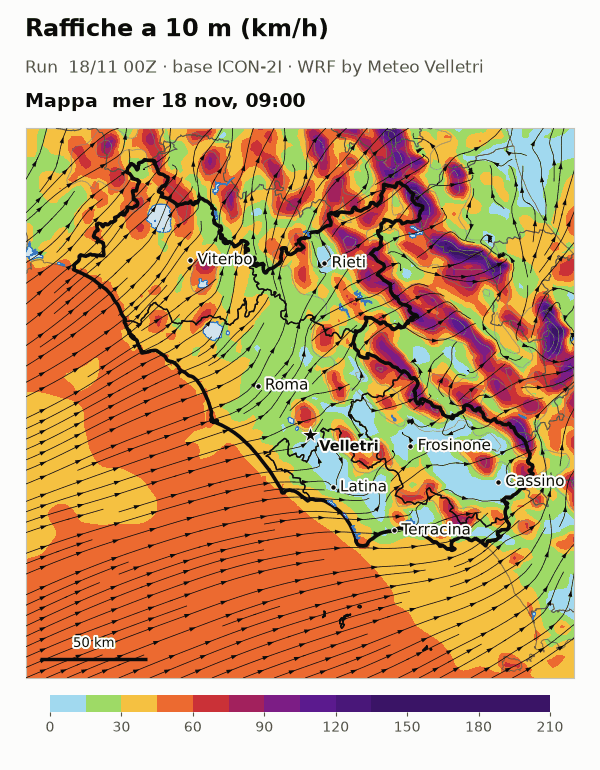 Raffiche a 10 m (km/h)
Run  18/11 00Z · base ICON-2I · WRF by Meteo Velletri
Mappa  mer 18 nov, 09:00
Viterbo
Rieti
Roma
Velletri
Frosinone
Cassino
Latina
Terracina
50 km
0 30 60 90 120 150 180 210